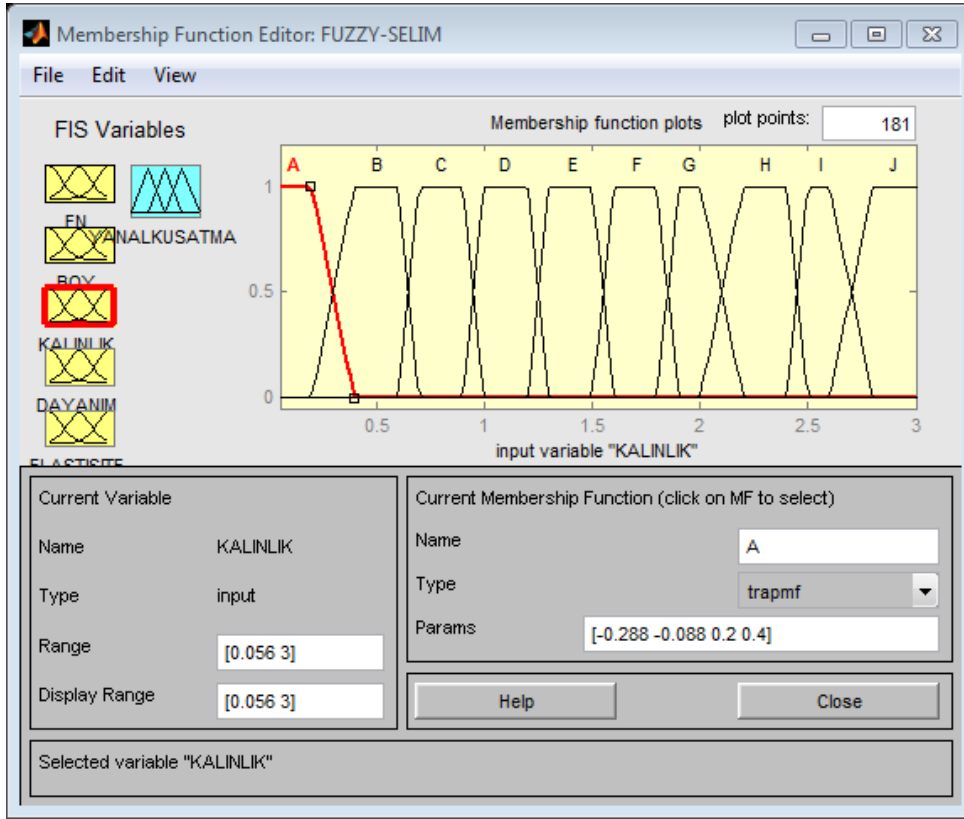 Membership Function Editor: FUZZY-SELIM
File Edit View
FIS Variables
Membership function plots plot points: 181
EN
YANALKUSATMA
BOY
KALINLIK
DAYANIM
ELASTISITE
A B C D E F G H I J
1
0.5
0
0.5 1 1.5 2 2.5 3
input variable "KALINLIK"
Current Variable
Name KALINLIK
Type input
Range [0.056 3]
Display Range [0.056 3]
Current Membership Function (click on MF to select)
Name A
Type trapmf
Params [-0.288 -0.088 0.2 0.4]
Help Close
Selected variable "KALINLIK"